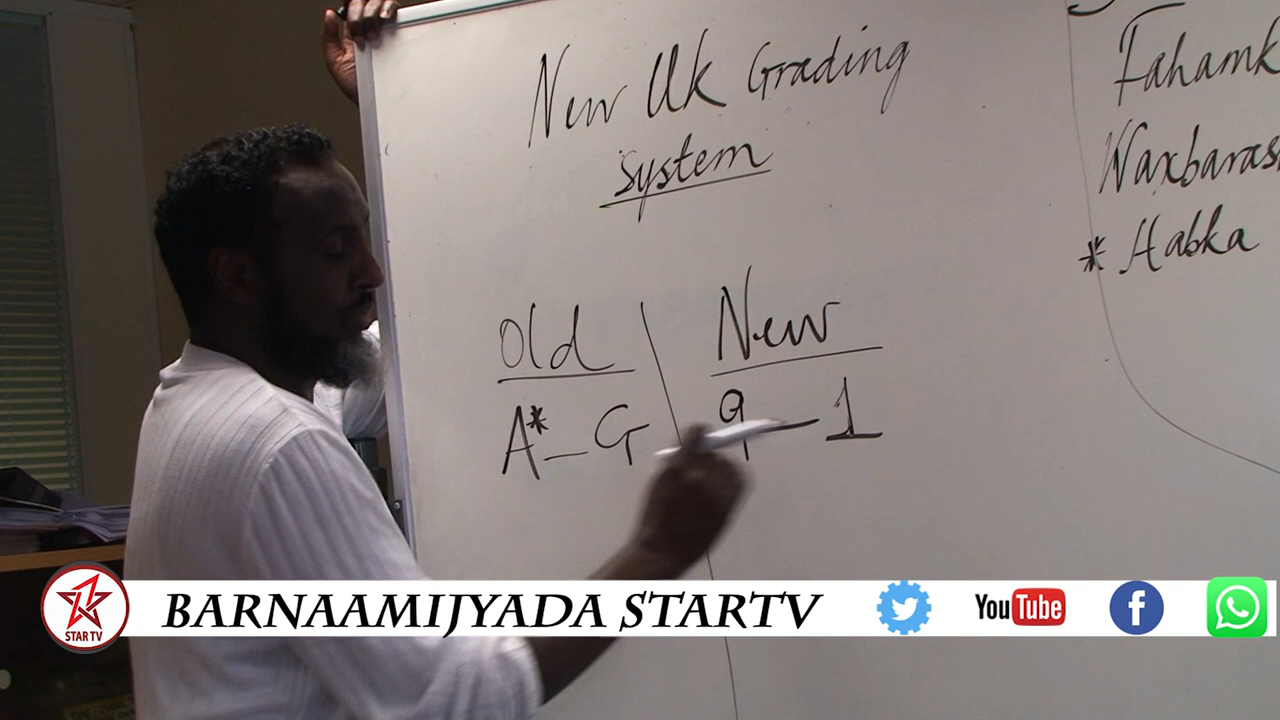 New Uk Grading
System
Old
New
A* - G
9 - 1
Fahamk
Waxbaras
* Habka
STAR TV
BARNAAMIJYADA STARTV
YouTube